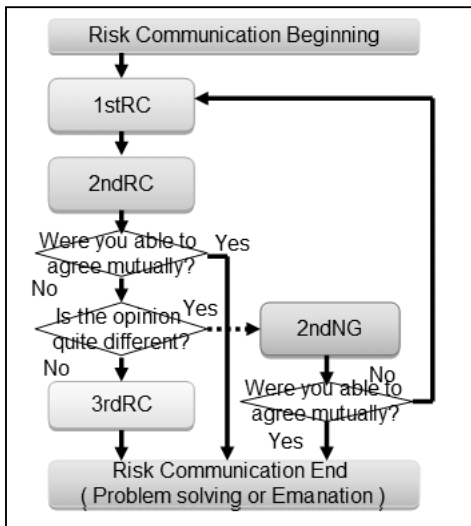 Risk Communication Beginning
1stRC
2ndRC
Were you able to
agree mutually?
Yes
No
Is the opinion
quite different?
Yes
No
2ndNG
3rdRC
Were you able to
agree mutually?
No
Yes
Risk Communication End
( Problem solving or Emanation )